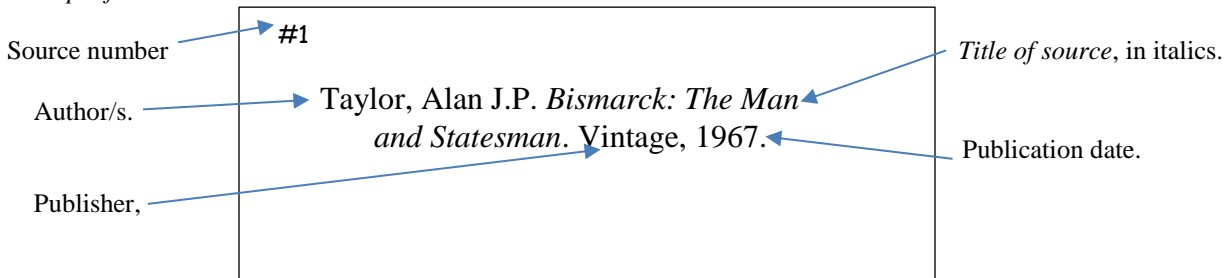 #1
Source number
Title of source, in italics.
Author/s.
Taylor, Alan J.P. Bismarck: The Man
and Statesman. Vintage, 1967.
Publication date.
Publisher,